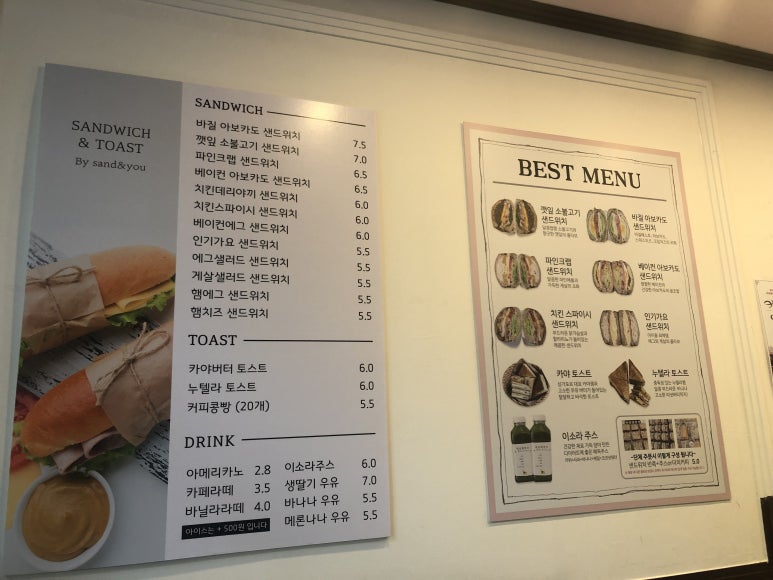 SANDWICH
& TOAST
By sand&you
SANDWICH
바질 아보카도 샌드위치 7.5
깻잎 소불고기 샌드위치 7.0
파인크랩 샌드위치 6.5
베이컨 아보카도 샌드위치 6.5
치킨데리야끼 샌드위치 6.0
치킨스파이시 샌드위치 6.0
베이컨에그 샌드위치 6.0
인기가요 샌드위치 5.5
에그샐러드 샌드위치 5.5
게살샐러드 샌드위치 5.5
햄에그 샌드위치 5.5
햄치즈 샌드위치 5.5
TOAST
카야버터 토스트 6.0
누텔라 토스트 6.0
커피콩빵 (20개) 5.5
DRINK
아메리카노 2.8
카페라떼 3.5
바닐라라떼 4.0
아이스는 + 500원 입니다
이소라주스 6.0
생딸기 우유 7.0
바나나 우유 5.5
메론나나 우유 5.5
BEST MENU
깻잎 소불고기
샌드위치
바질 아보카도
샌드위치
파인크랩
샌드위치
베이컨 아보카도
샌드위치
치킨 스파이시
샌드위치
인기가요
샌드위치
카야 토스트
누텔라 토스트
이소라 주스
-단체 주문시 이렇게 구성 됩니다-